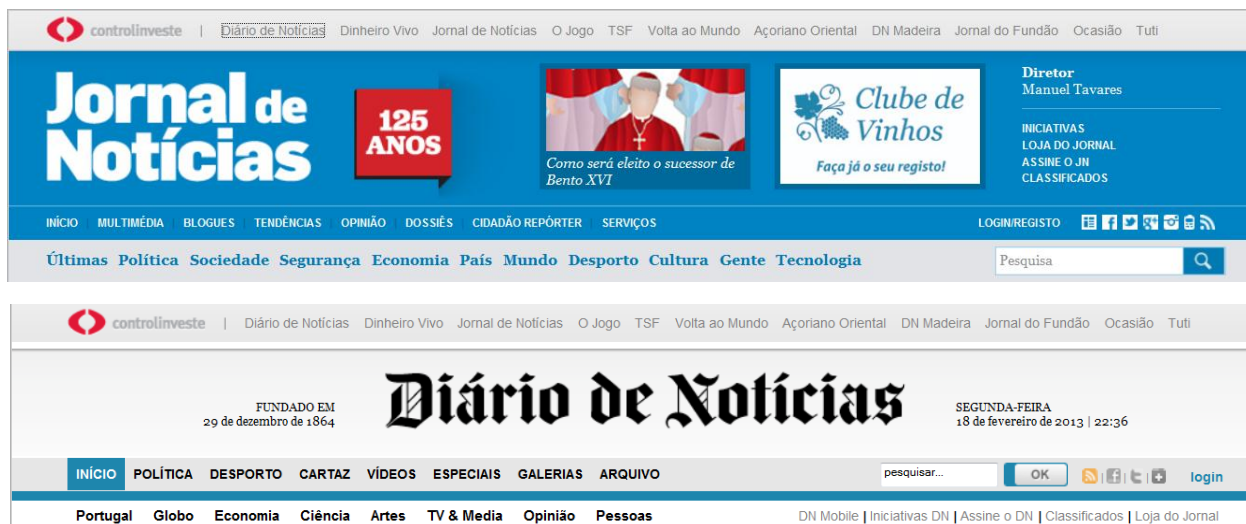 controlinveste | Diário de Notícias Dinheiro Vivo Jornal de Notícias O Jogo TSF Volta ao Mundo Açoriano Oriental DN Madeira Jornal do Fundão Ocasião Tuti
Jornal de
Notícias
125
ANOS
Como será eleito o sucessor de
Bento XVI
Clube de
Vinhos
Faça já o seu registo!
Diretor
Manuel Tavares
INICIATIVAS
LOJA DO JORNAL
ASSINE O JN
CLASSIFICADOS
INÍCIO MULTIMÉDIA BLOGUES TENDÊNCIAS OPINIÃO DOSSIÊS CIDADÃO REPÓRTER SERVIÇOS LOGIN/REGISTO
Últimas Política Sociedade Segurança Economia País Mundo Desporto Cultura Gente Tecnologia Pesquisa
controlinveste | Diário de Notícias Dinheiro Vivo Jornal de Notícias O Jogo TSF Volta ao Mundo Açoriano Oriental DN Madeira Jornal do Fundão Ocasião Tuti
FUNDADO EM
29 de dezembro de 1864
Diário de Notícias
SEGUNDA-FEIRA
18 de fevereiro de 2013 | 22:36
INÍCIO POLÍTICA DESPORTO CARTAZ VÍDEOS ESPECIAIS GALERIAS ARQUIVO pesquisar... OK login
Portugal Globo Economia Ciência Artes TV & Media Opinião Pessoas DN Mobile | Iniciativas DN | Assine o DN | Classificados | Loja do Jornal